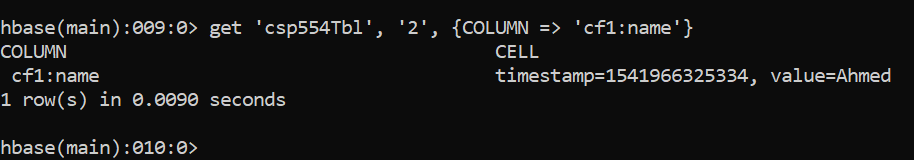 hbase(main):009:0> get 'csp554Tbl', '2', {COLUMN => 'cf1:name'}
COLUMN CELL
cf1:name timestamp=1541966325334, value=Ahmed
1 row(s) in 0.0090 seconds
hbase(main):010:0>